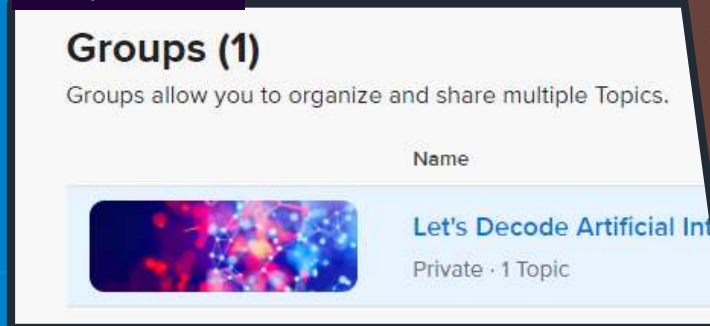 Groups (1)
Groups allow you to organize and share multiple Topics.
Name
Let's Decode Artificial Int
Private · 1 Topic